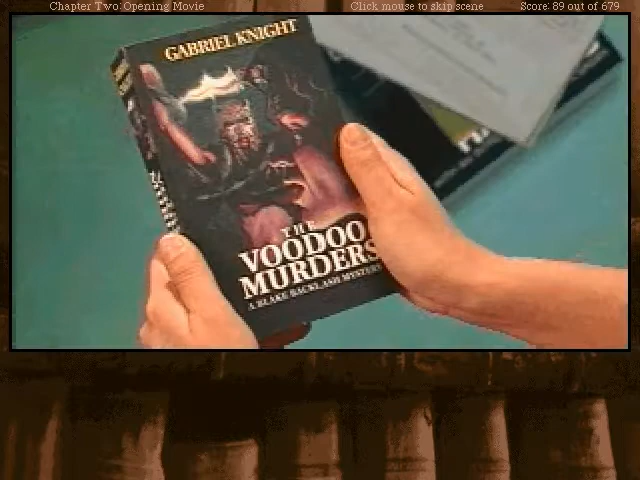 Chapter Two: Opening Movie
Click mouse to skip scene
Score: 89 out of 679
GABRIEL KNIGHT
THE
VOODOO
MURDERS
A BLAKE BACKLASH MYSTERY